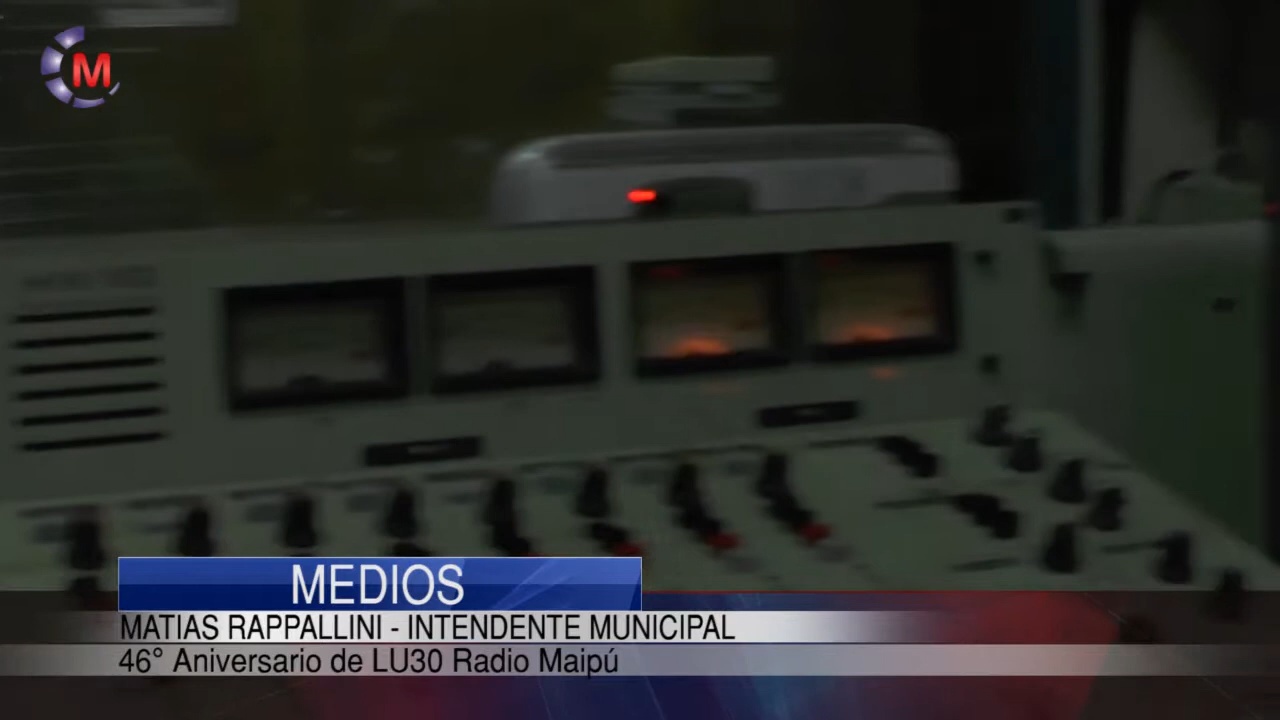 M
MEDIOS
MATIAS RAPPALLINI - INTENDENTE MUNICIPAL
46° Aniversario de LU30 Radio Maipú